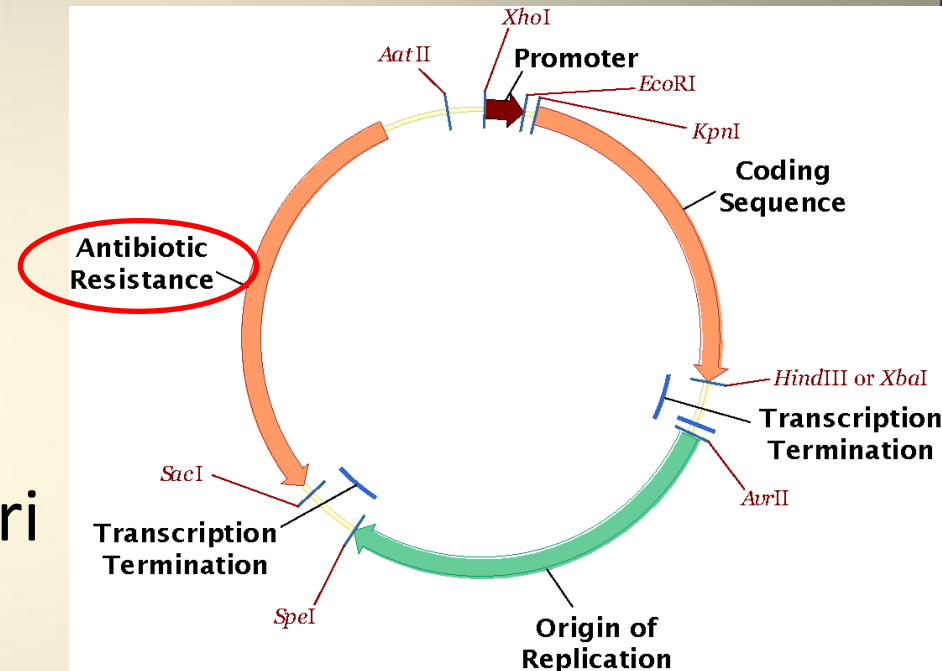 XhoI
AatII
Promoter
EcoRI
KpnI
Coding
Sequence
Antibiotic
Resistance
HindIII or XbaI
Transcription
Termination
SacI
AvrII
ri
Transcription
Termination
SpeI
Origin of
Replication